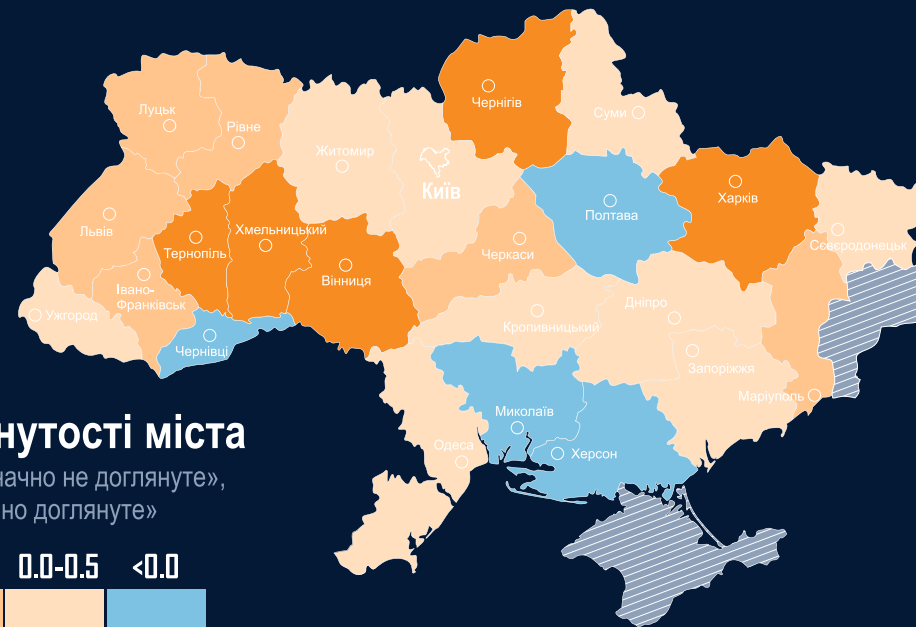 Чернігів
Луцьк
Суми
Рівне
Житомир
Київ
Харків
Полтава
Львів
Хмельницький
Тернопіль
Черкаси
Сєвєродонецьк
Вінниця
Івано-
Франківськ
Ужгород
Дніпро
Кропивницький
Чернівці
Запоріжжя
Маріуполь
Миколаїв
Одеса
Херсон
нутості міста
начно не доглянуте»,
но доглянуте»
0.0-0.5 <0.0